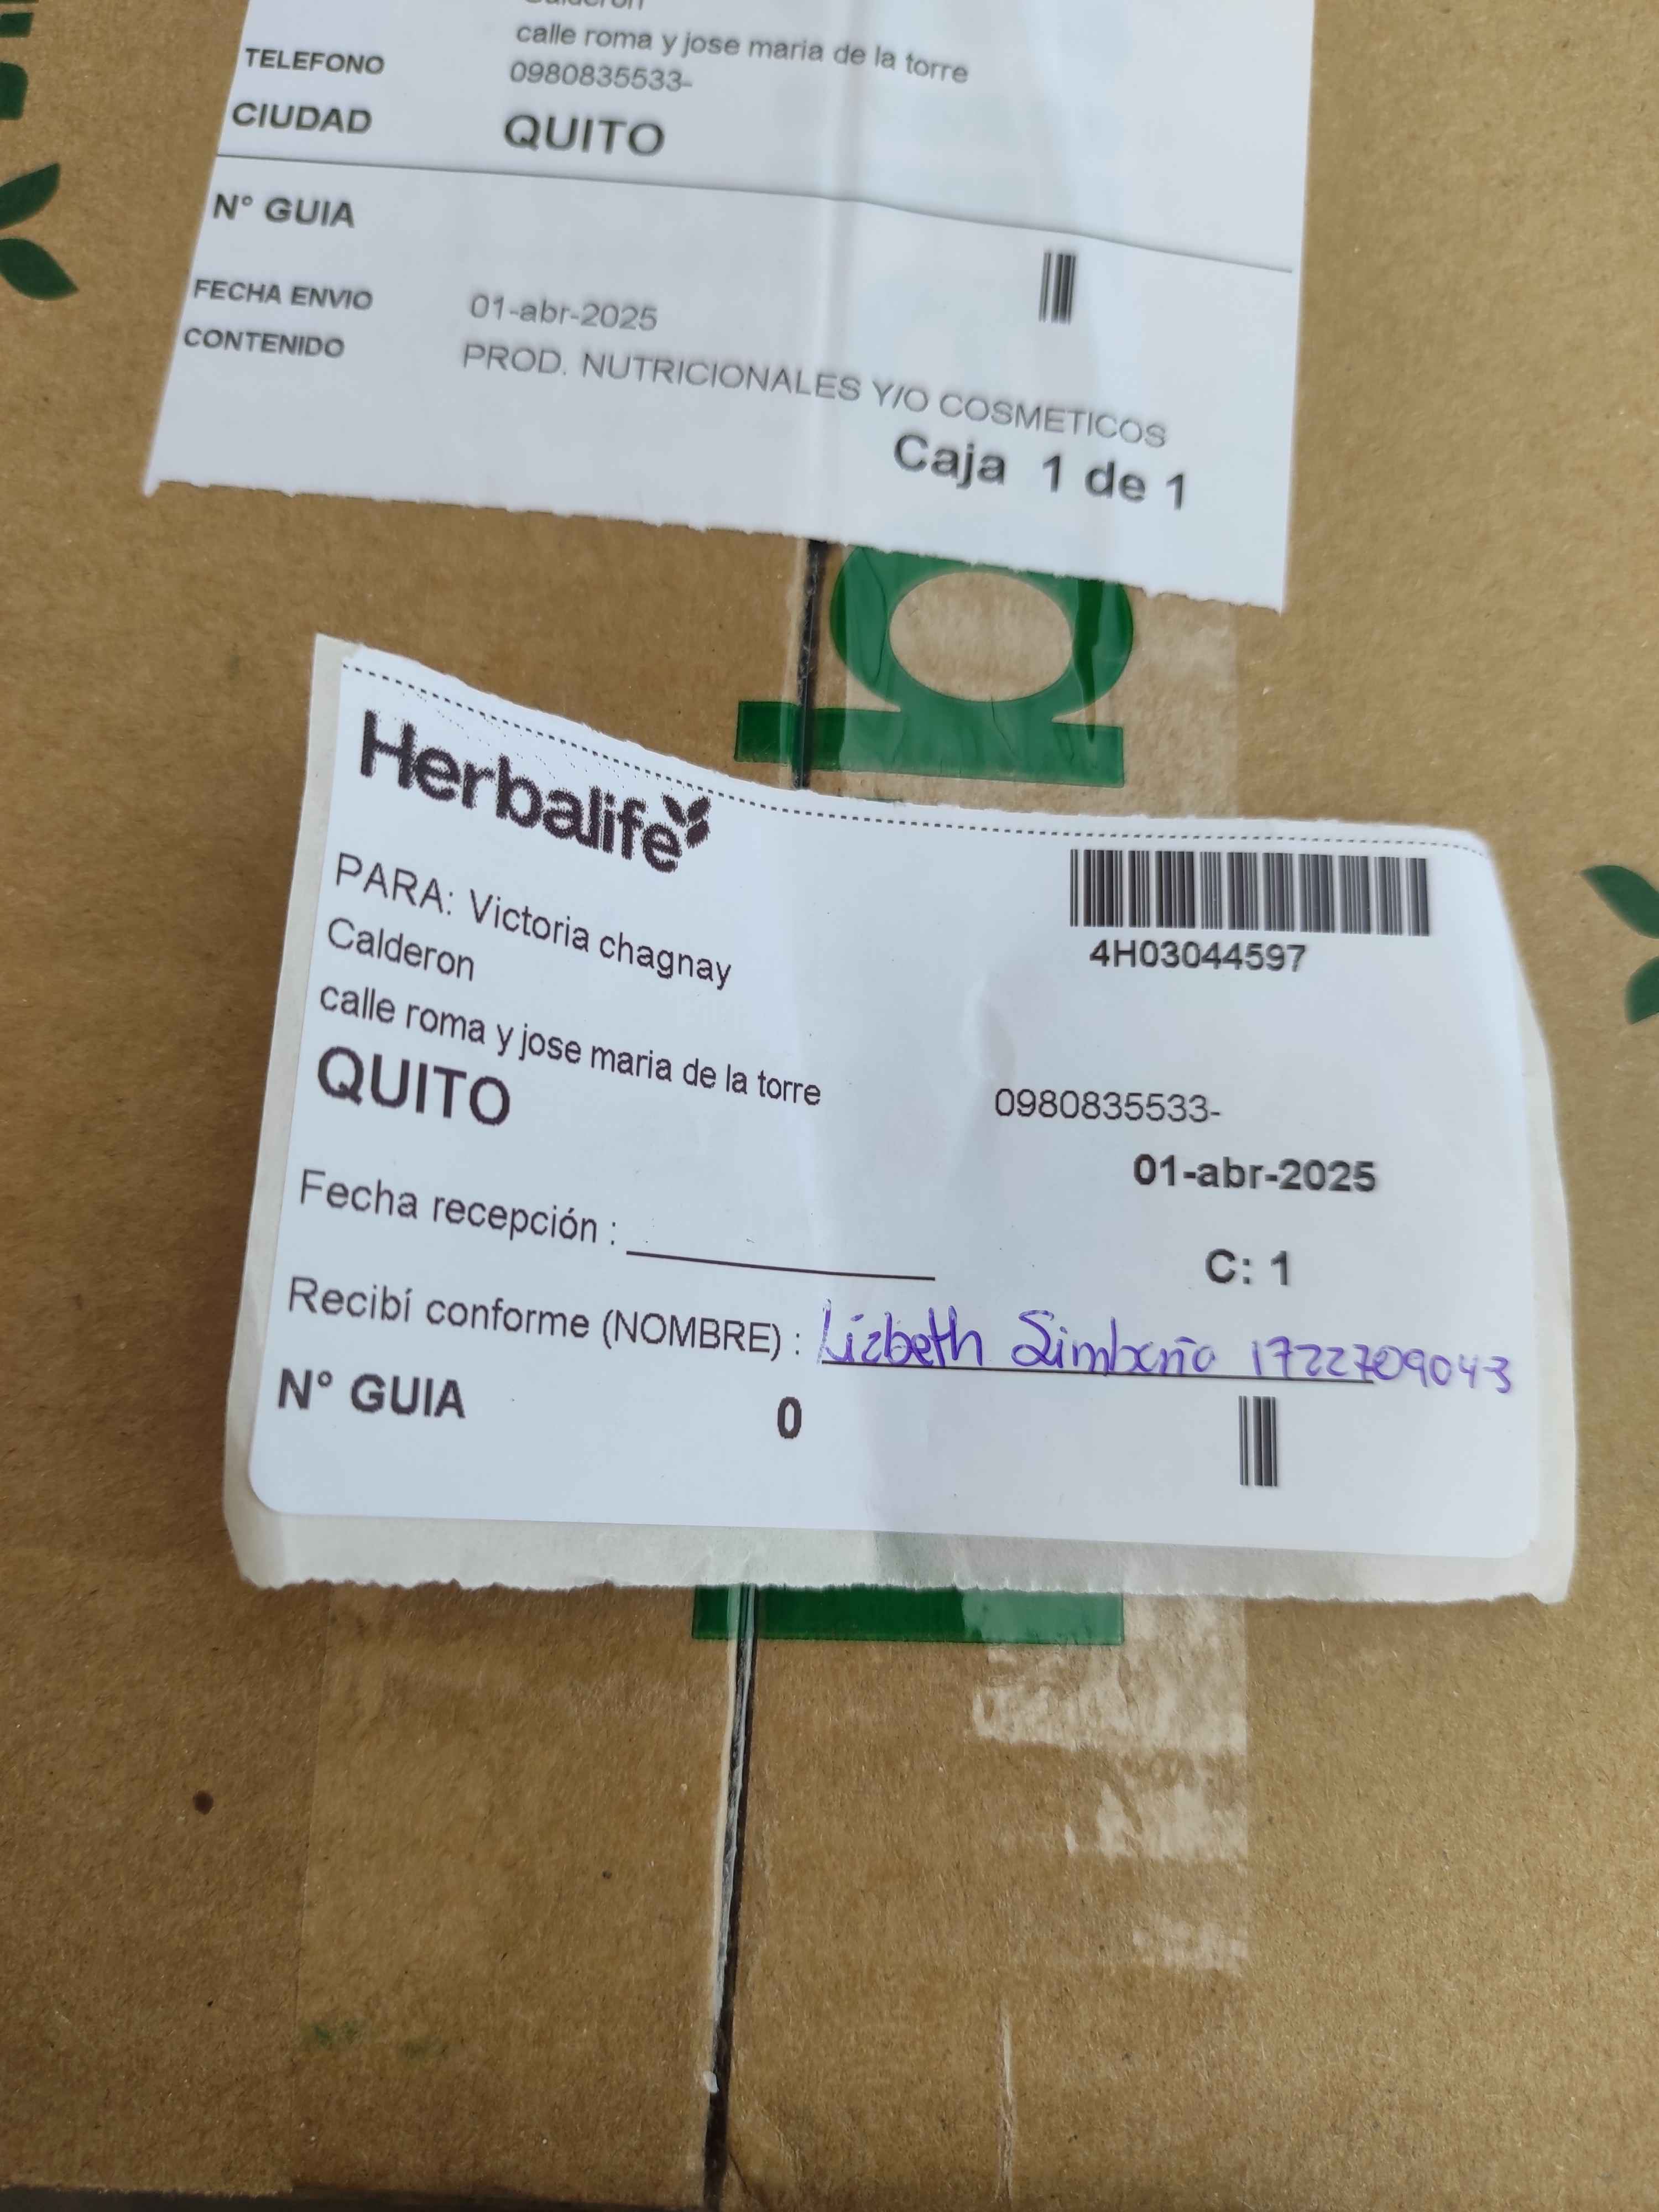 calle roma y jose maria de la torre
TELEFONO 0980835533-
CIUDAD QUITO
N° GUIA
FECHA ENVIO 01-abr-2025
CONTENIDO PROD. NUTRICIONALES Y/O COSMETICOS
Caja 1 de 1
Herbalife
PARA: Victoria chagnay
4H03044597
Calderon
calle roma y jose maria de la torre
QUITO
0980835533-
01-abr-2025
Fecha recepción :
C: 1
Recibí conforme (NOMBRE) : Lizbeth Simbaña 1722709043
N° GUIA 0